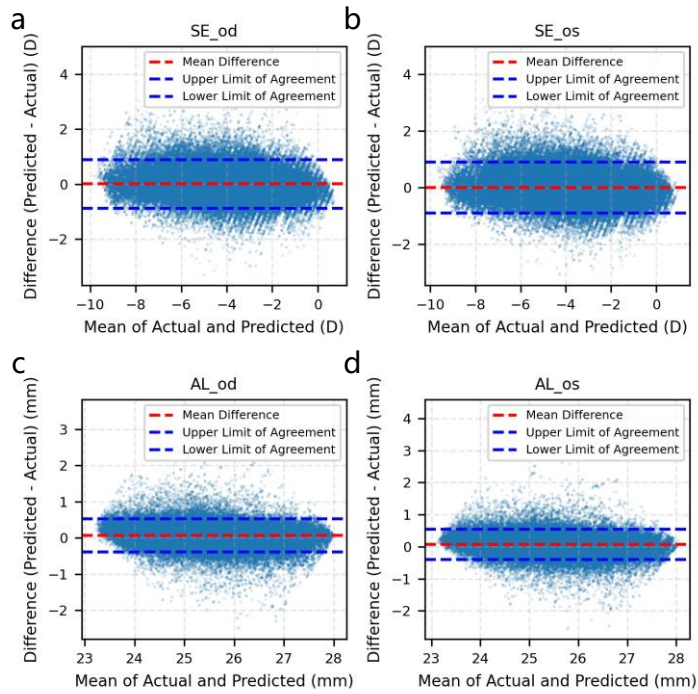 a
SE_od
Difference (Predicted - Actual) (D)
4
2
0
−2
Mean Difference
Upper Limit of Agreement
Lower Limit of Agreement
−10 −8 −6 −4 −2 0
Mean of Actual and Predicted (D)
b
SE_os
Difference (Predicted - Actual) (D)
4
2
0
−2
Mean Difference
Upper Limit of Agreement
Lower Limit of Agreement
−10 −8 −6 −4 −2 0
Mean of Actual and Predicted (D)
c
AL_od
Difference (Predicted - Actual) (mm)
3
2
1
0
−1
−2
Mean Difference
Upper Limit of Agreement
Lower Limit of Agreement
23 24 25 26 27 28
Mean of Actual and Predicted (mm)
d
AL_os
Difference (Predicted - Actual) (mm)
4
3
2
1
0
−1
−2
Mean Difference
Upper Limit of Agreement
Lower Limit of Agreement
23 24 25 26 27 28
Mean of Actual and Predicted (mm)